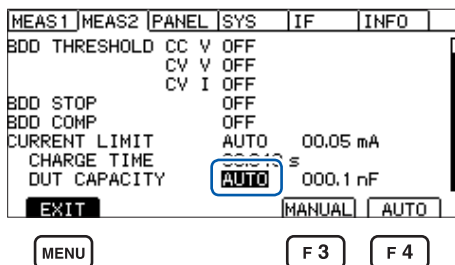 MEAS1 MEAS2 PANEL SYS IF INFO
BDD THRESHOLD CC V OFF
CV V OFF
CV I OFF
BDD STOP OFF
BDD COMP OFF
CURRENT LIMIT AUTO 00.05 mA
CHARGE TIME s
DUT CAPACITY AUTO 000.1 nF
EXIT MANUAL AUTO
MENU F 3 F 4